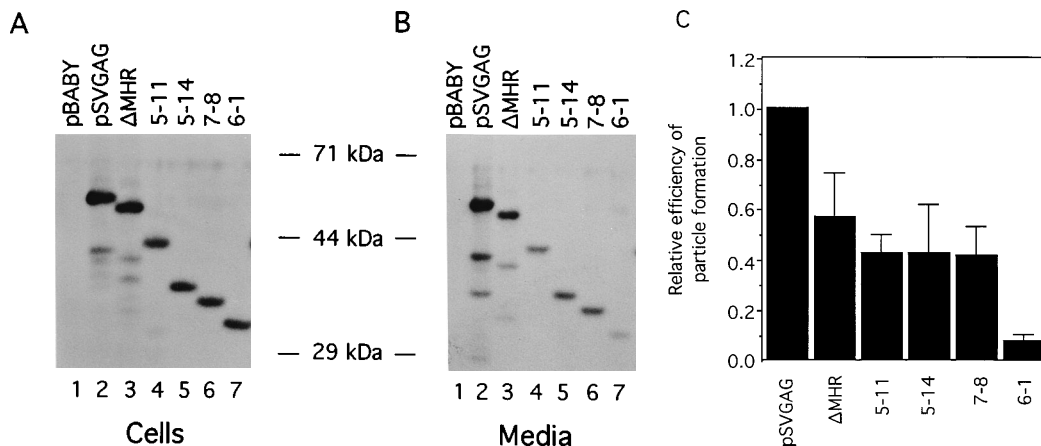 A
pBABY
pSVGAG
ΔMHR
5-11
5-14
7-8
6-1
1 2 3 4 5 6 7
Cells
71 kDa
44 kDa
29 kDa
B
pBABY
pSVGAG
ΔMHR
5-11
5-14
7-8
6-1
1 2 3 4 5 6 7
Media
C
Relative efficiency of
particle formation
1.2
1.0
0.8
0.6
0.4
0.2
0.0
pSVGAG
ΔMHR
5-11
5-14
7-8
6-1